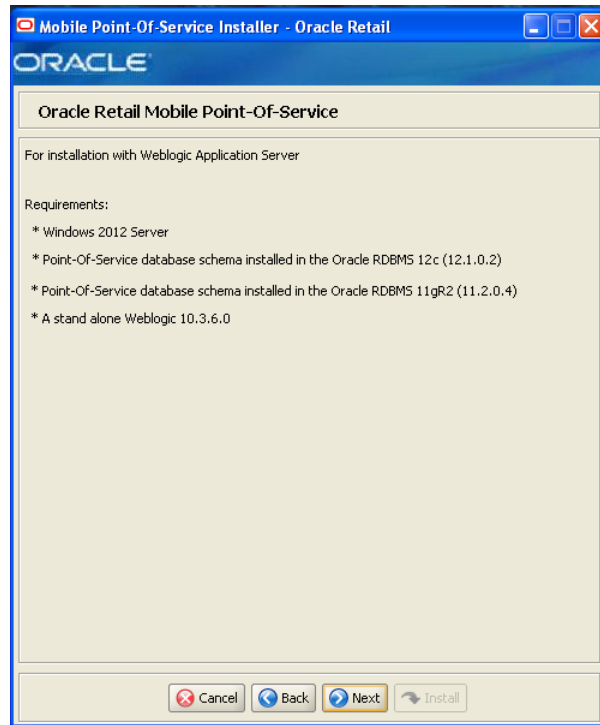 Mobile Point-Of-Service Installer - Oracle Retail
ORACLE
Oracle Retail Mobile Point-Of-Service
For installation with Weblogic Application Server
Requirements:
* Windows 2012 Server
* Point-Of-Service database schema installed in the Oracle RDBMS 12c (12.1.0.2)
* Point-Of-Service database schema installed in the Oracle RDBMS 11gR2 (11.2.0.4)
* A stand alone Weblogic 10.3.6.0
Cancel Back Next Install